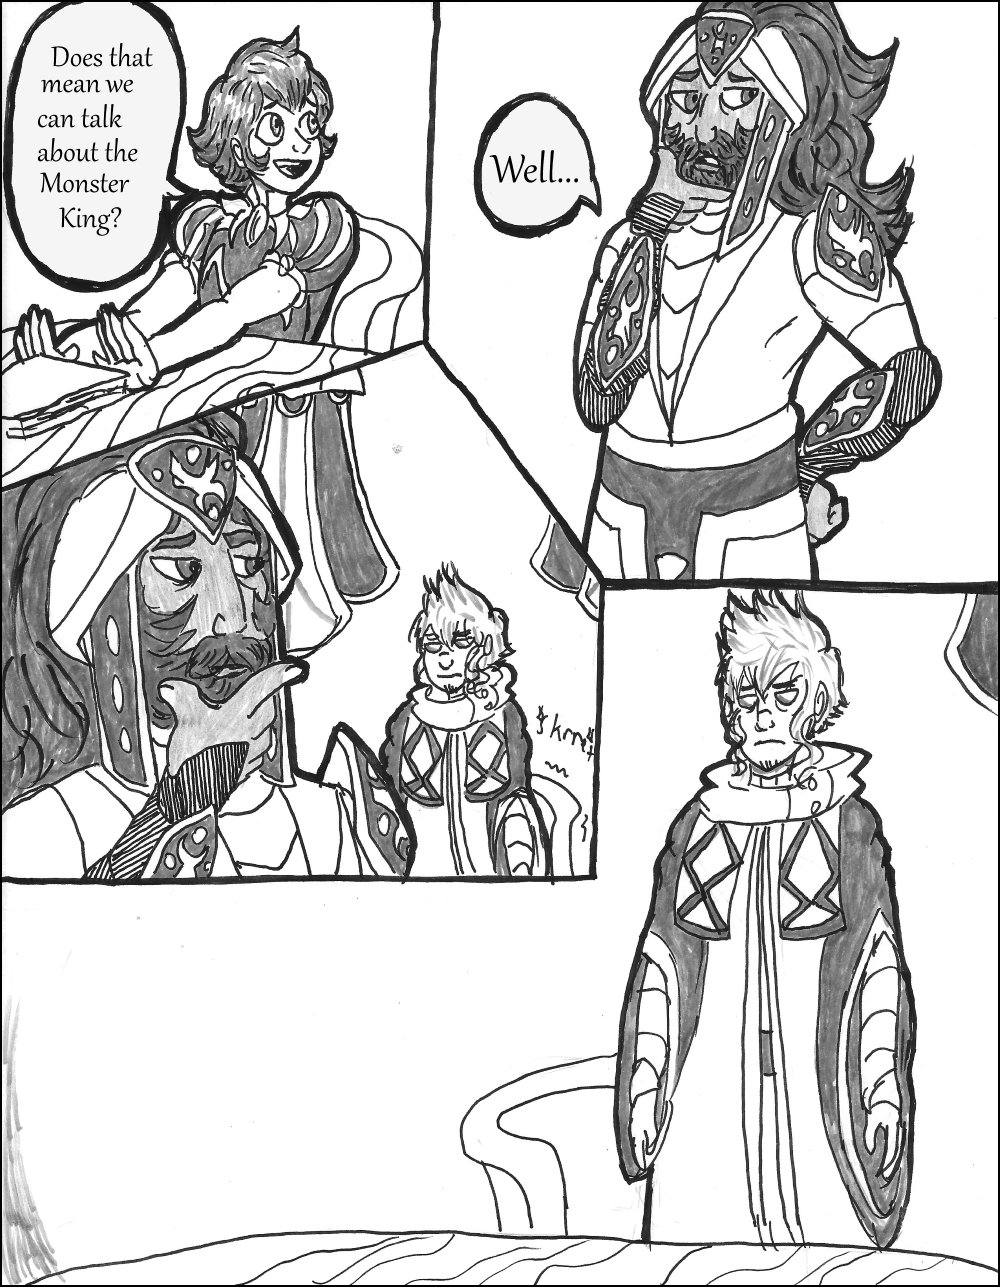 Does that
mean we
can talk
about the
Monster
King?
Well...